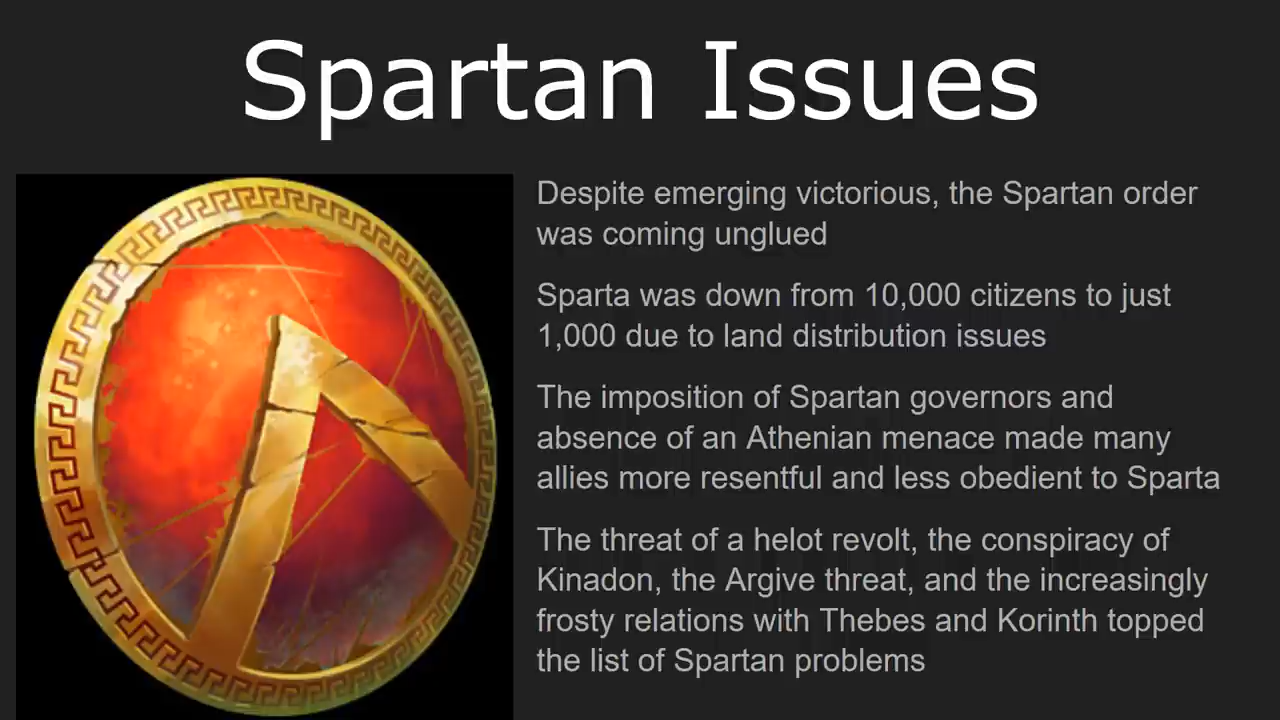 Spartan Issues
Despite emerging victorious, the Spartan order
was coming unglued
Sparta was down from 10,000 citizens to just
1,000 due to land distribution issues
The imposition of Spartan governors and
absence of an Athenian menace made many
allies more resentful and less obedient to Sparta
The threat of a helot revolt, the conspiracy of
Kinadon, the Argive threat, and the increasingly
frosty relations with Thebes and Korinth topped
the list of Spartan problems